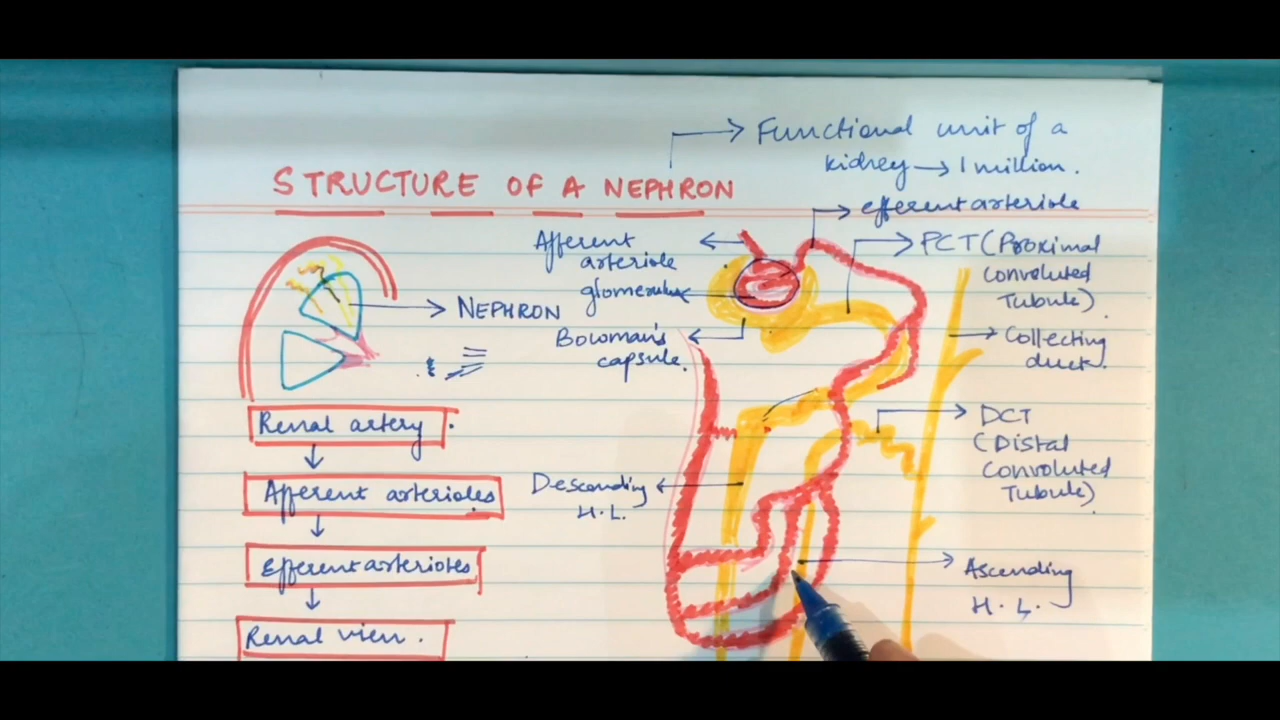 Functional unit of a
kidney → 1 million.
STRUCTURE OF A NEPHRON
efferent arteriole
Afferent
arteriole
glomerulus
PCT (Proximal
convoluted
Tubule)
NEPHRON
Bowman's
capsule.
Collecting
duct.
Renal artery
DCT
(Distal
convoluted
Tubule)
Descending
H.L.
Afferent arterioles
Efferent arterioles
Ascending
H.L.
Renal view.